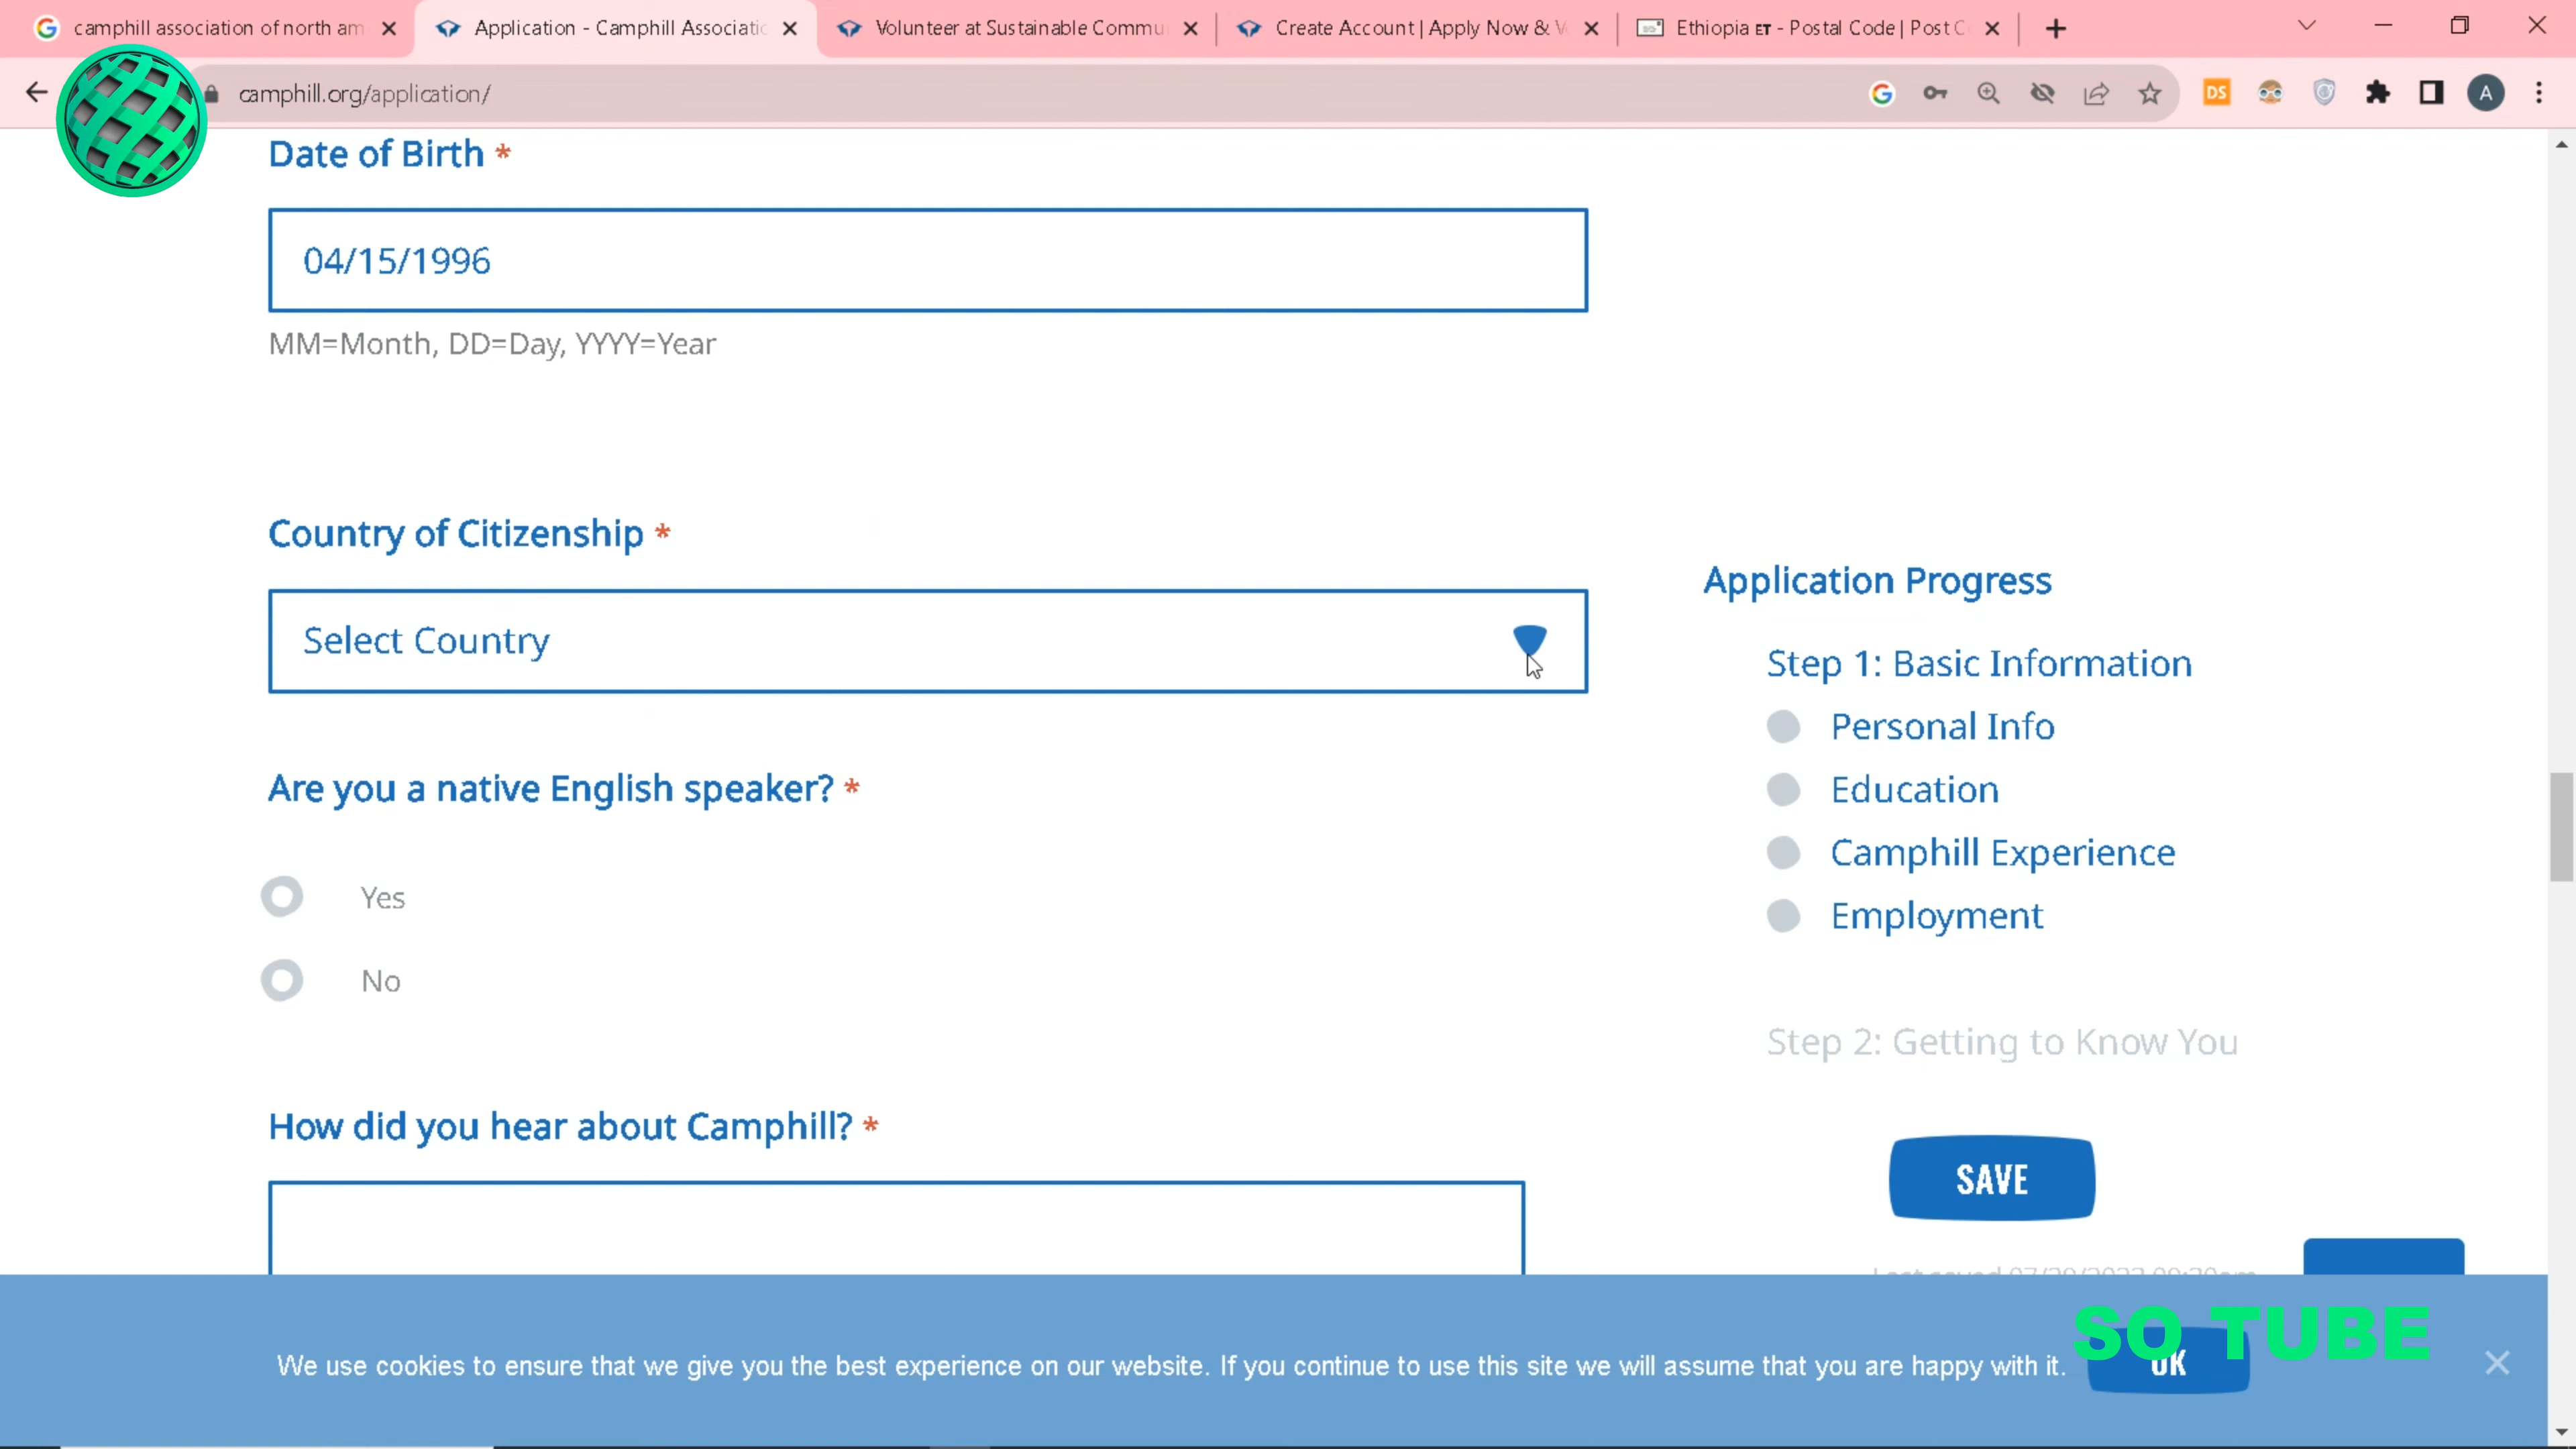 camphill association of north am
Application - Camphill Associatic
Volunteer at Sustainable Commu
Create Account | Apply Now & V
Ethiopia ET - Postal Code | Post C
camphill.org/application/
DS
A
Date of Birth *
04/15/1996
MM=Month, DD=Day, YYYY=Year
Country of Citizenship *
Select Country
Are you a native English speaker? *
Yes
No
How did you hear about Camphill? *
Application Progress
Step 1: Basic Information
Personal Info
Education
Camphill Experience
Employment
Step 2: Getting to Know You
SAVE
We use cookies to ensure that we give you the best experience on our website. If you continue to use this site we will assume that you are happy with it.
OK
SO TUBE